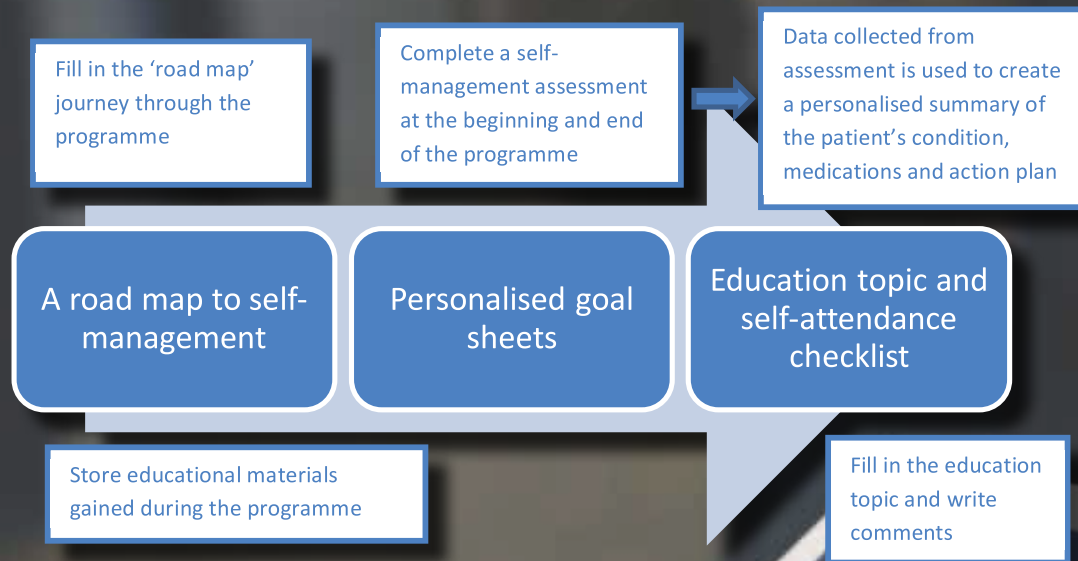 Fill in the ‘road map’
journey through the
programme
Complete a self-
management assessment
at the beginning and end
of the programme
Data collected from
assessment is used to create
a personalised summary of
the patient’s condition,
medications and action plan
A road map to self-
management
Personalised goal
sheets
Education topic and
self-attendance
checklist
Store educational materials
gained during the programme
Fill in the education
topic and write
comments